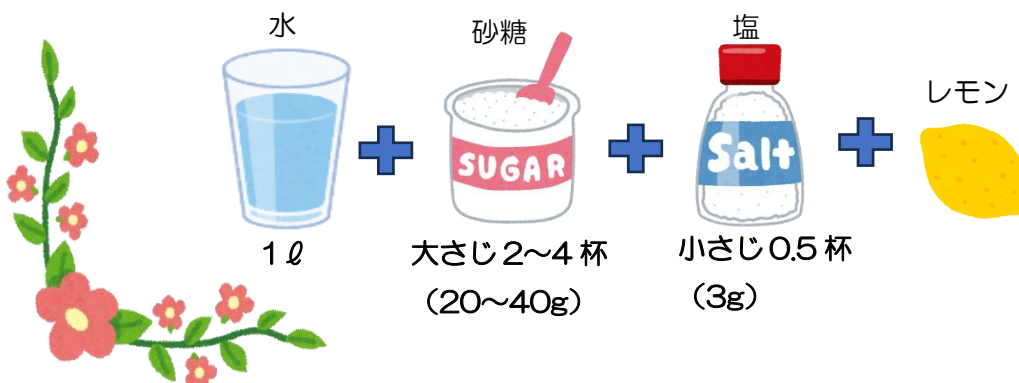 水
砂糖
塩
レモン
SUGAR
Salt
1ℓ
大さじ2～4杯
（20～40g）
小さじ0.5杯
（3g）